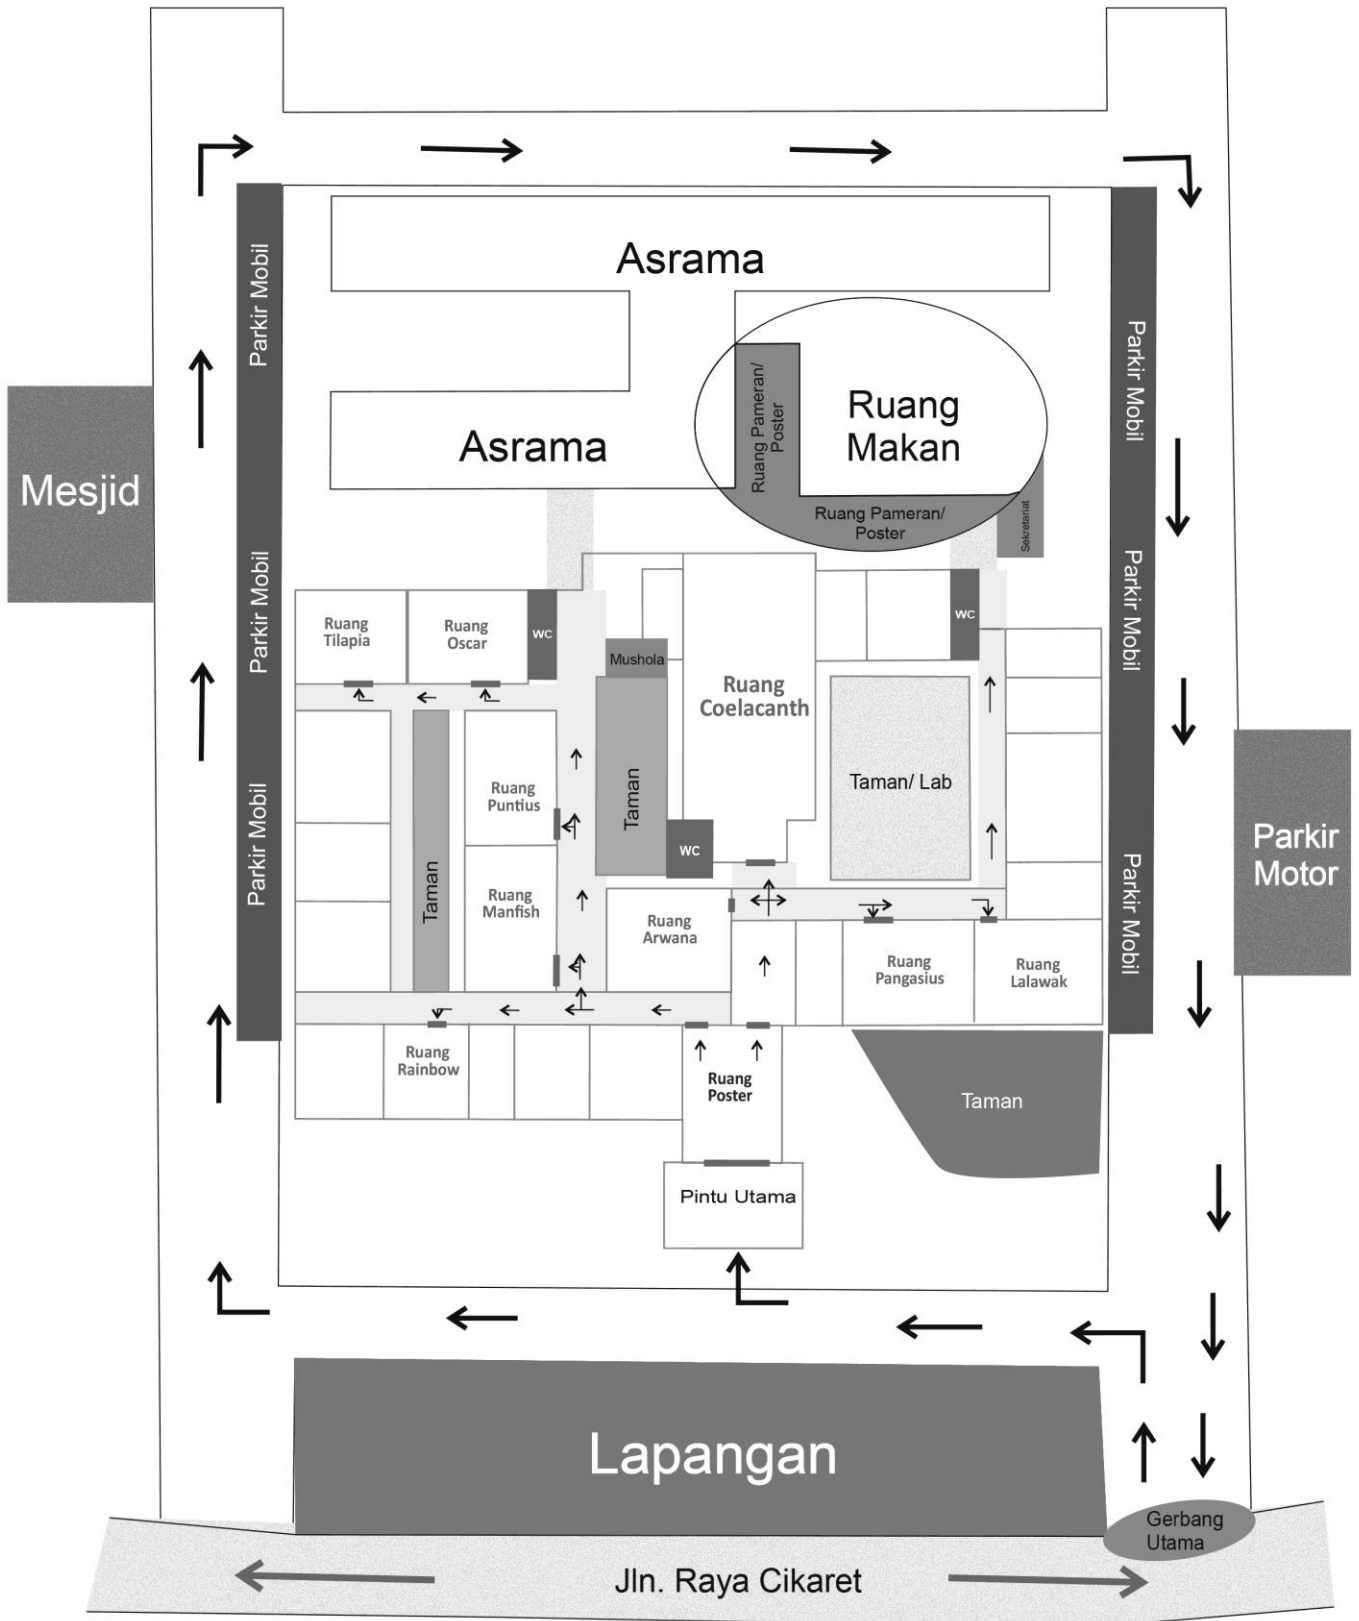 Asrama
Parkir Mobil
Parkir Mobil
Ruang Pameran/
Poster
Ruang
Makan
Asrama
Mesjid
Ruang Pameran/
Poster
Sekretariat
Parkir Mobil
Parkir Mobil
Ruang
Tilapia
Ruang
Oscar
WC
WC
Mushola
Ruang
Coelacanth
Taman/ Lab
Ruang
Puntius
Taman
Parkir Mobil
Parkir
Motor
WC
Taman
Ruang
Manfish
Ruang
Arwana
Parkir Mobil
Ruang
Pangasius
Ruang
Lalawak
Ruang
Rainbow
Ruang
Poster
Taman
Pintu Utama
Lapangan
Gerbang
Utama
Jln. Raya Cikaret